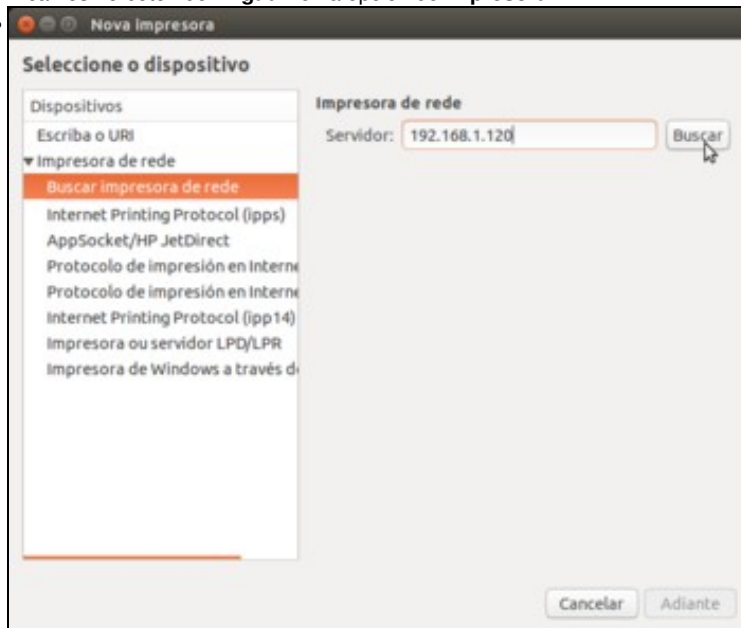 Nova impresora
Seleccione o dispositivo
Dispositivos
Escriba o URI
Impresora de rede
Buscar impresora de rede
Internet Printing Protocol (ipps)
AppSocket/HP JetDirect
Protocolo de impresión en Interne
Protocolo de impresión en Interne
Internet Printing Protocol (ipp14)
Impresora ou servidor LPD/LPR
Impresora de Windows a través d
Impresora de rede
Servidor: 192.168.1.120 Buscar
Cancelar Adiante